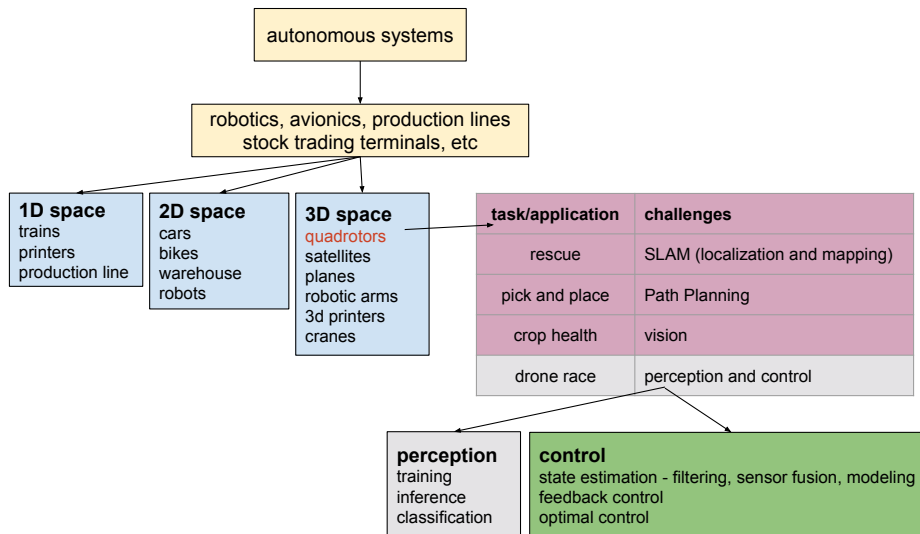 autonomous systems
robotics, avionics, production lines
stock trading terminals, etc
1D space
trains
printers
production line
2D space
cars
bikes
warehouse
robots
3D space
quadrotors
satellites
planes
robotic arms
3d printers
cranes
task/application challenges
rescue SLAM (localization and mapping)
pick and place Path Planning
crop health vision
drone race perception and control
perception
training
inference
classification
control
state estimation - filtering, sensor fusion, modeling
feedback control
optimal control